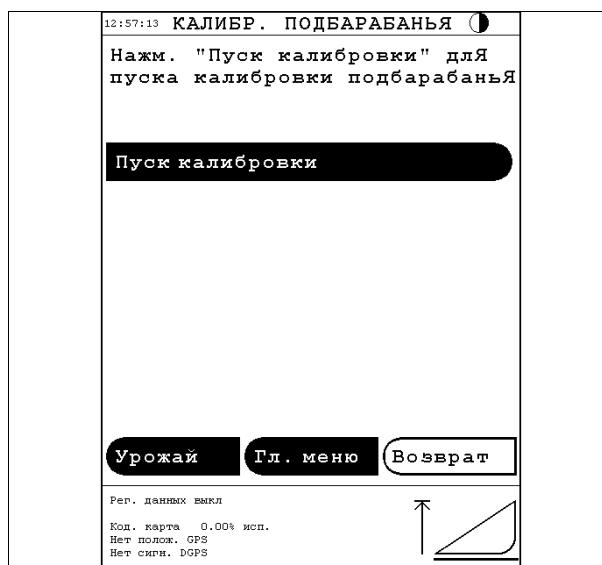 12:57:13 КАЛИБР. ПОДБАРАБАНЬЯ
Нажм. "Пуск калибровки" длЯ
пуска калибровки подбарабаньЯ
Пуск калибровки
Урожай Гл. меню Возврат
Рег. данных выкл
Код. карта 0.00% исп.
Нет полож. GPS
Нет сигн. DGPS